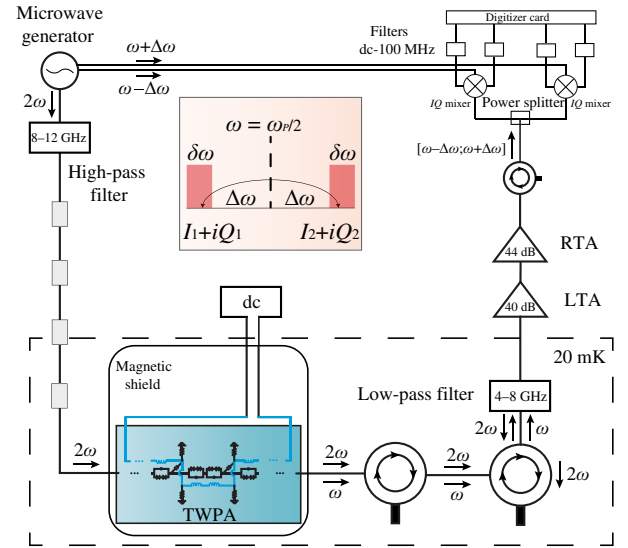 Microwave
generator
ω+Δω
ω−Δω
2ω
8–12 GHz
High-pass
filter
Filters
dc-100 MHz
Digitizer card
IQ mixer
Power splitter
IQ mixer
[ω−Δω;ω+Δω]
ω = ωP/2
δω
δω
Δω
Δω
I1+iQ1
I2+iQ2
44 dB
RTA
40 dB
LTA
dc
20 mK
Magnetic
shield
Low-pass filter
4–8 GHz
2ω
ω
2ω
2ω
2ω
2ω
ω
ω
...
...
...
...
TWPA